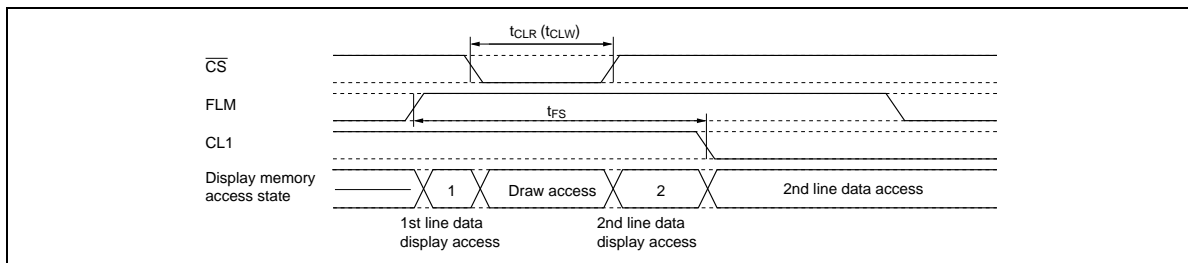 tCLR (tCLW)
CS
FLM
tFS
CL1
Display memory
access state
1
Draw access
2
2nd line data access
1st line data
display access
2nd line data
display access